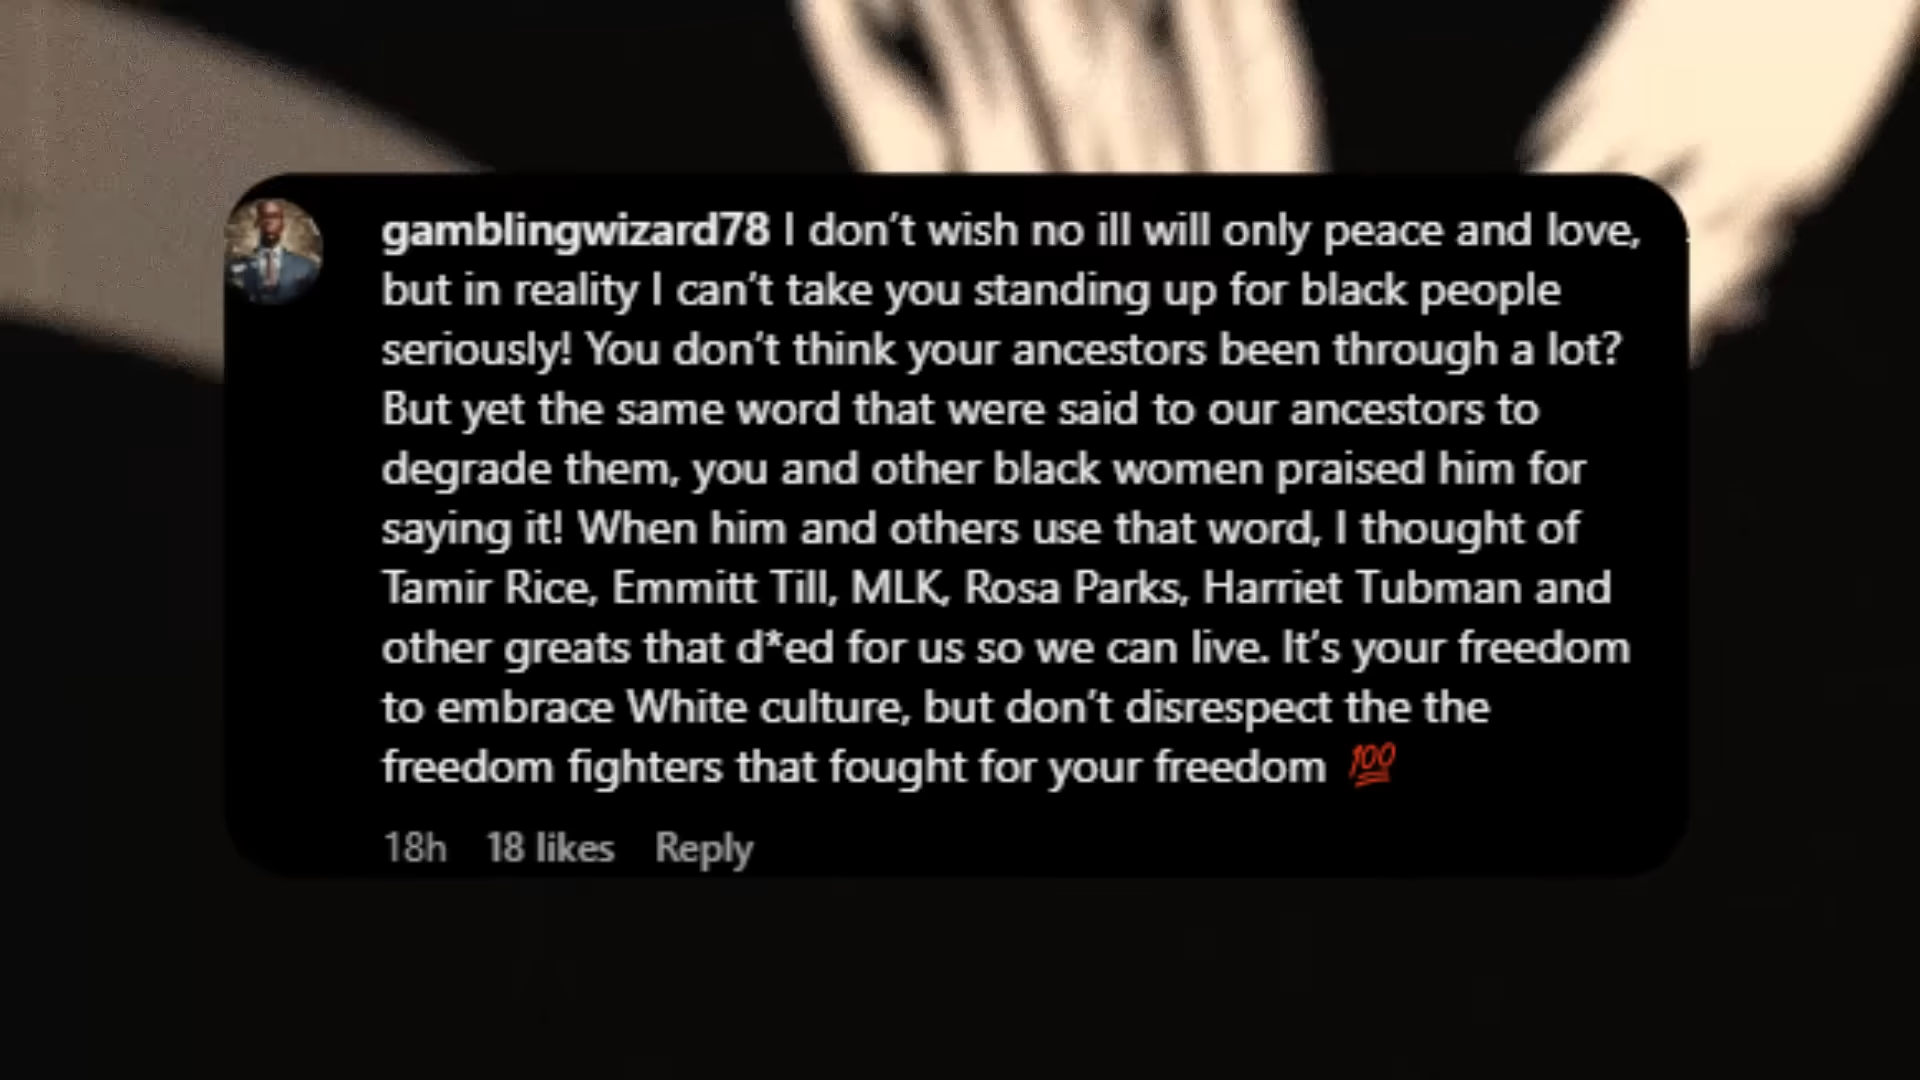 gamblingwizard78 I don’t wish no ill will only peace and love,
but in reality I can’t take you standing up for black people
seriously! You don’t think your ancestors been through a lot?
But yet the same word that were said to our ancestors to
degrade them, you and other black women praised him for
saying it! When him and others use that word, I thought of
Tamir Rice, Emmitt Till, MLK, Rosa Parks, Harriet Tubman and
other greats that d*ed for us so we can live. It’s your freedom
to embrace White culture, but don’t disrespect the the
freedom fighters that fought for your freedom 💯
18h 18 likes Reply